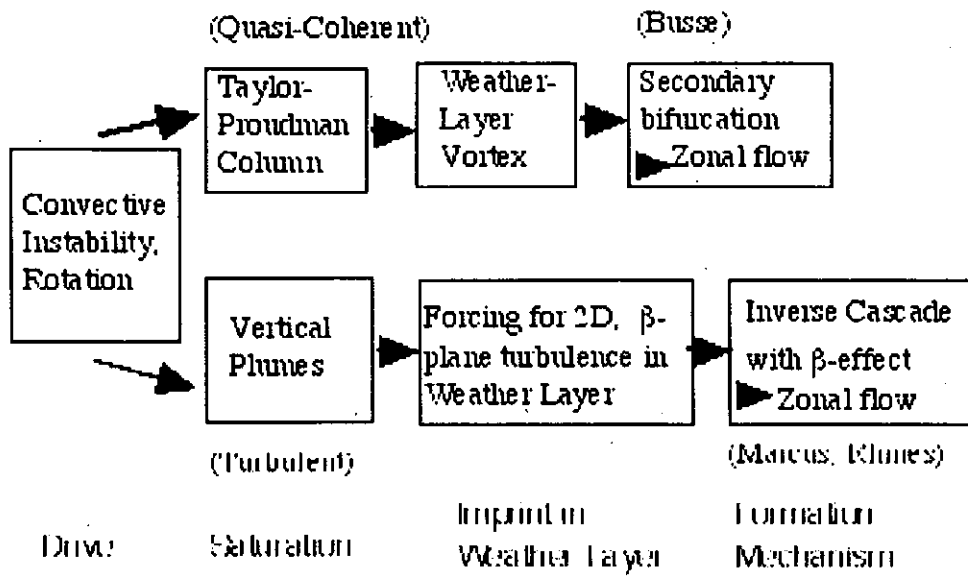 (Quasi-Coherent)
(Busse)
Taylor-
Proudman
Column
Weather-
Layer
Vortex
Secondary
bifurcation
Zonal flow
Convective
Instability,
Rotation
Vertical
Plumes
Forcing for 2D, β-
plane turbulence in
Weather Layer
Inverse Cascade
with β-effect
Zonal flow
(Turbulent)
(Marcus, Rhines)
Drive
Saturation
Imprint in
Weather Layer
Formation
Mechanism